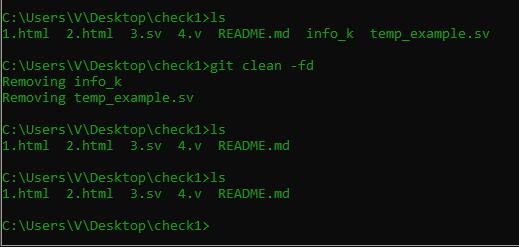 C:\Users\V\Desktop\check1>ls
1.html  2.html  3.sv  4.v  README.md  info_k  temp_example.sv
C:\Users\V\Desktop\check1>git clean -fd
Removing info_k
Removing temp_example.sv
C:\Users\V\Desktop\check1>ls
1.html  2.html  3.sv  4.v  README.md
C:\Users\V\Desktop\check1>ls
1.html  2.html  3.sv  4.v  README.md
C:\Users\V\Desktop\check1>